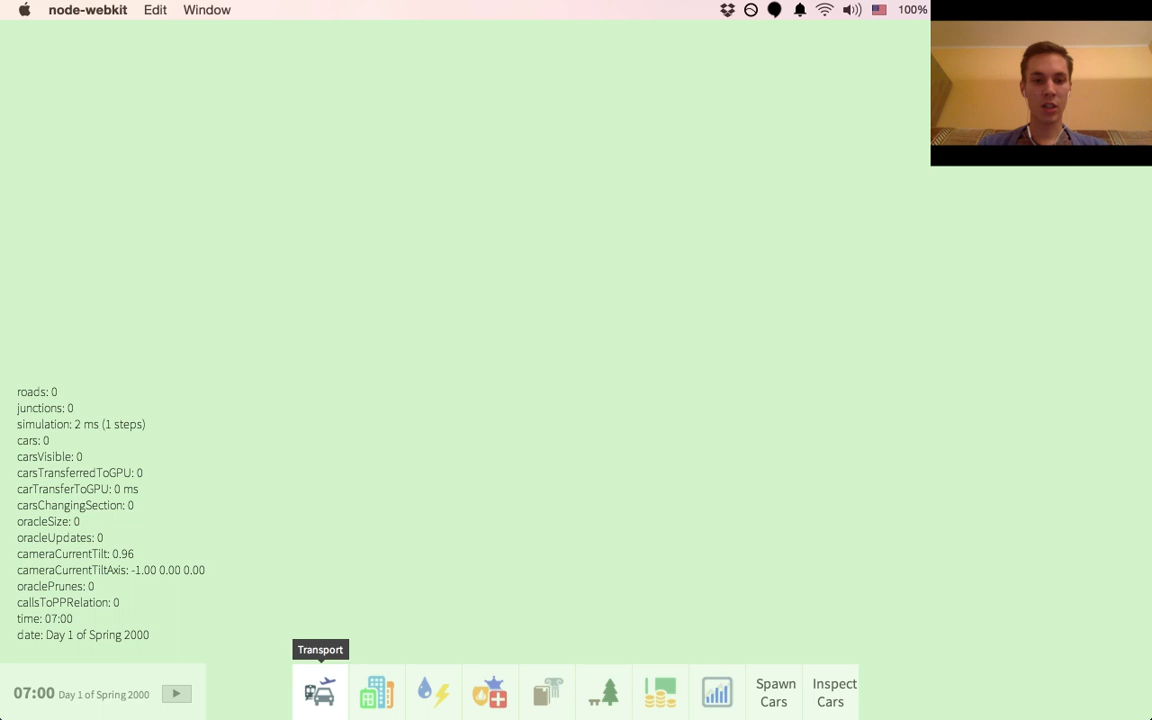 node-webkit Edit Window 100%
roads: 0
junctions: 0
simulation: 2 ms (1 steps)
cars: 0
carsVisible: 0
carsTransferredToGPU: 0
carTransferToGPU: 0 ms
carsChangingSection: 0
oracleSize: 0
oracleUpdates: 0
cameraCurrentTilt: 0.96
cameraCurrentTiltAxis: -1.00 0.00 0.00
oraclePrunes: 0
callsToPPRelation: 0
time: 07:00
date: Day 1 of Spring 2000
Transport
07:00 Day 1 of Spring 2000
Spawn
Cars
Inspect
Cars